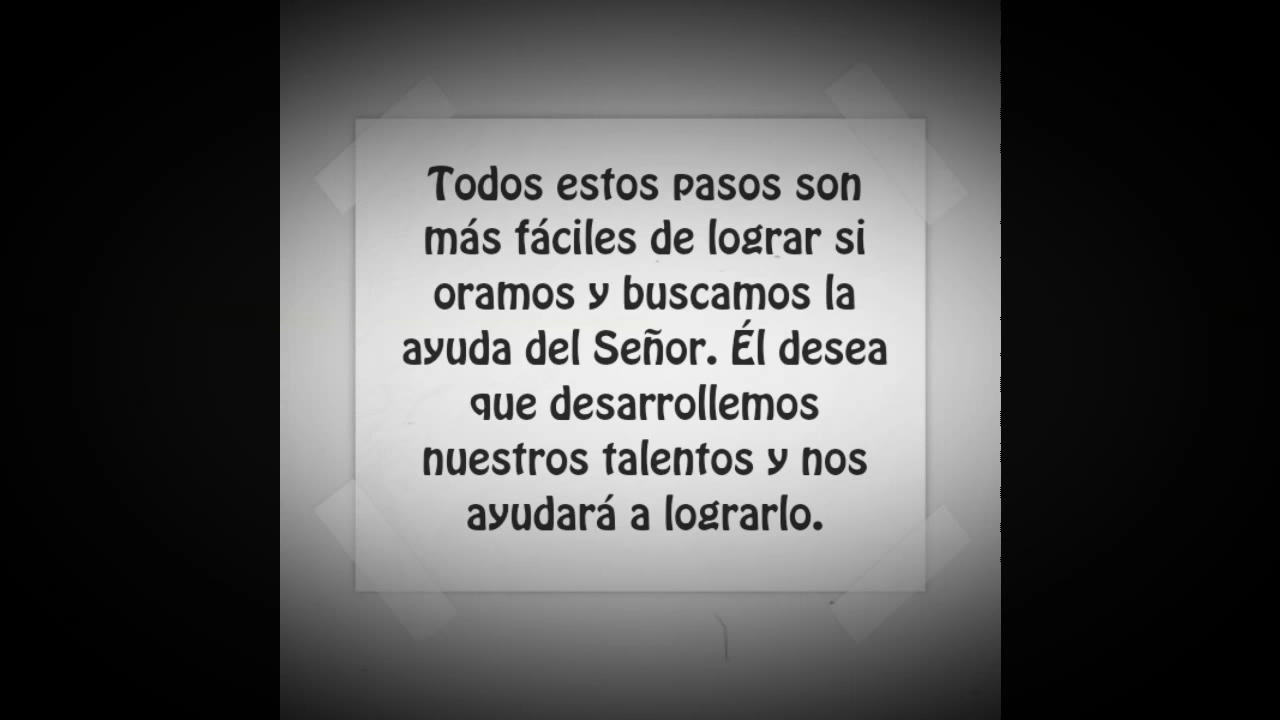 Todos estos pasos son
más fáciles de lograr si
oramos y buscamos la
ayuda del Señor. Él desea
que desarrollemos
nuestros talentos y nos
ayudará a lograrlo.